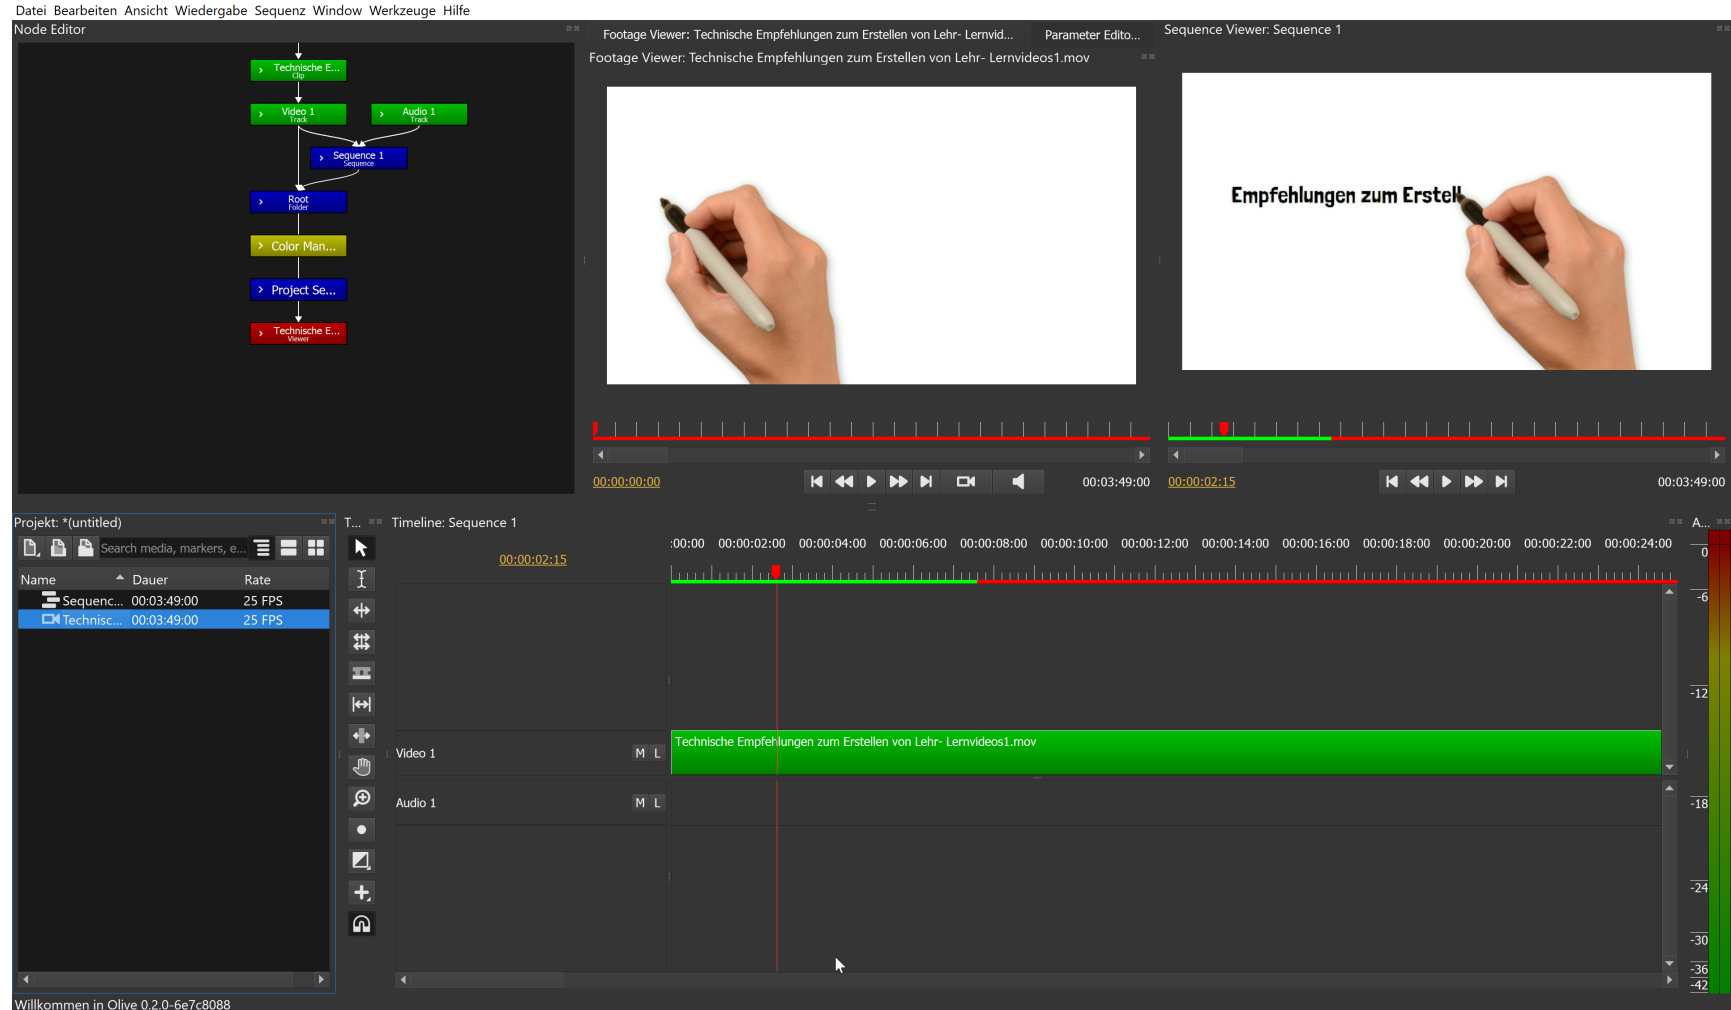 Datei Bearbeiten Ansicht Wiedergabe Sequenz Window Werkzeuge Hilfe
Node Editor
Technische E...
Clip
Video 1
Track
Audio 1
Track
Sequence 1
Sequence
Root
Folder
Color Man...
Project Se...
Technische E...
Viewer
Footage Viewer: Technische Empfehlungen zum Erstellen von Lehr- Lernvid...
Parameter Edito...
Footage Viewer: Technische Empfehlungen zum Erstellen von Lehr- Lernvideos1.mov
00:00:00:00
00:03:49:00
Sequence Viewer: Sequence 1
Empfehlungen zum Erstell
00:00:02:15
00:03:49:00
Projekt: *(untitled)
Search media, markers, e...
Name Dauer Rate
Sequenc... 00:03:49:00 25 FPS
Technisc... 00:03:49:00 25 FPS
T...
Timeline: Sequence 1
00:00:02:15
:00:00 00:00:02:00 00:00:04:00 00:00:06:00 00:00:08:00 00:00:10:00 00:00:12:00 00:00:14:00 00:00:16:00 00:00:18:00 00:00:20:00 00:00:22:00 00:00:24:00
Technische Empfehlungen zum Erstellen von Lehr- Lernvideos1.mov
Video 1 M L
Audio 1 M L
A...
0
-6
-12
-18
-24
-30
-36
-42
Willkommen in Olive 0.2.0-6e7c8088